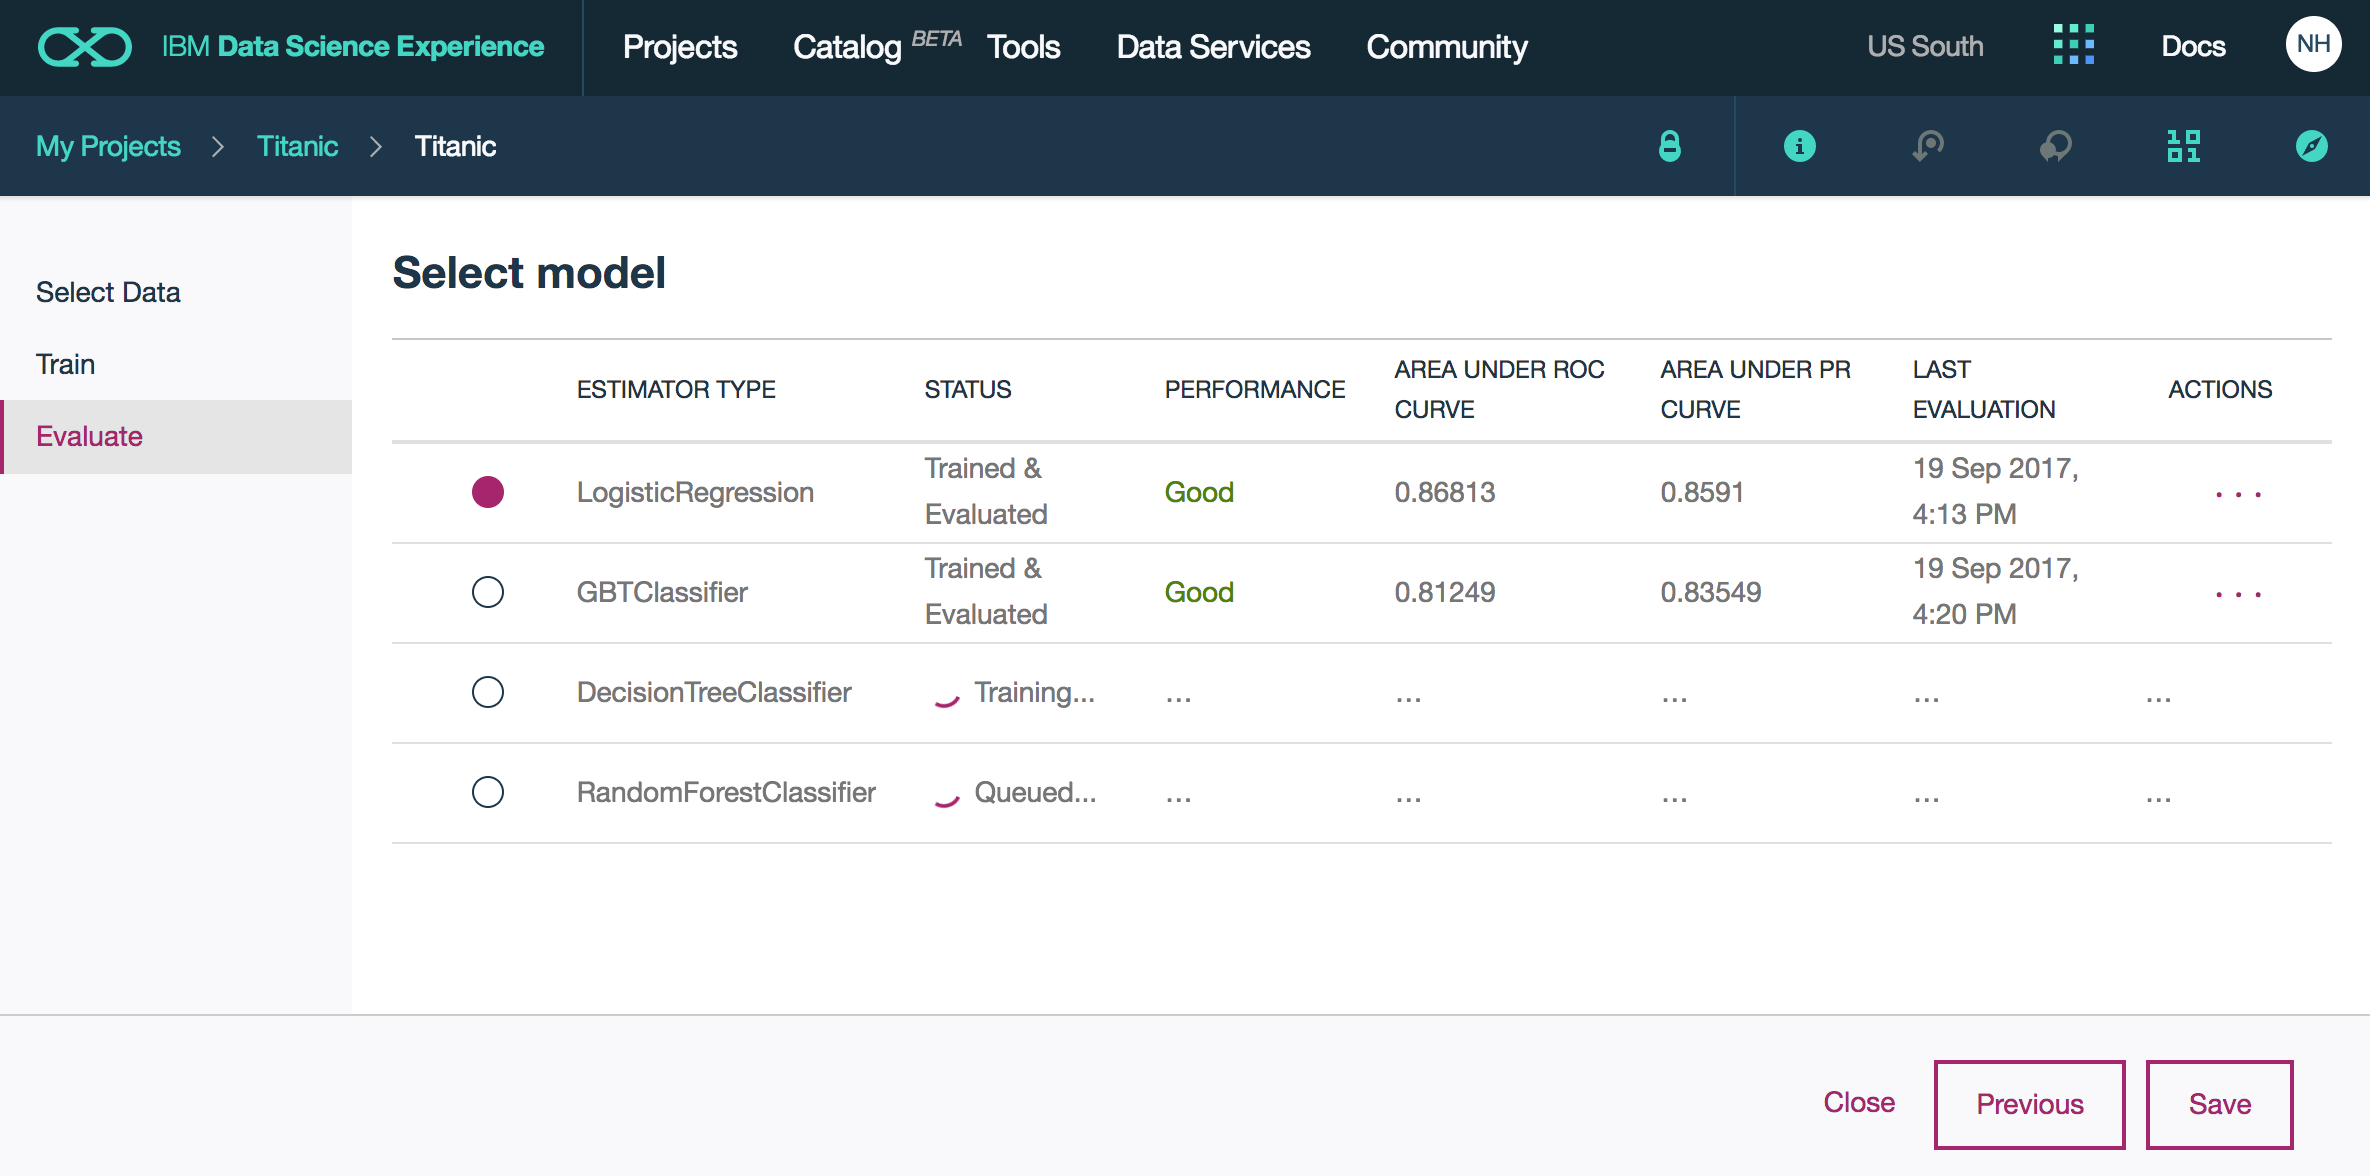 IBM Data Science Experience
Projects
Catalog BETA
Tools
Data Services
Community
US South
Docs
NH
My Projects > Titanic > Titanic
Select Data
Train
Evaluate
Select model
ESTIMATOR TYPE
STATUS
PERFORMANCE
AREA UNDER ROC
CURVE
AREA UNDER PR
CURVE
LAST
EVALUATION
ACTIONS
LogisticRegression
Trained &
Evaluated
Good
0.86813
0.8591
19 Sep 2017,
4:13 PM
...
GBTClassifier
Trained &
Evaluated
Good
0.81249
0.83549
19 Sep 2017,
4:20 PM
...
DecisionTreeClassifier
Training...
...
...
...
...
...
RandomForestClassifier
Queued...
...
...
...
...
...
Close
Previous
Save